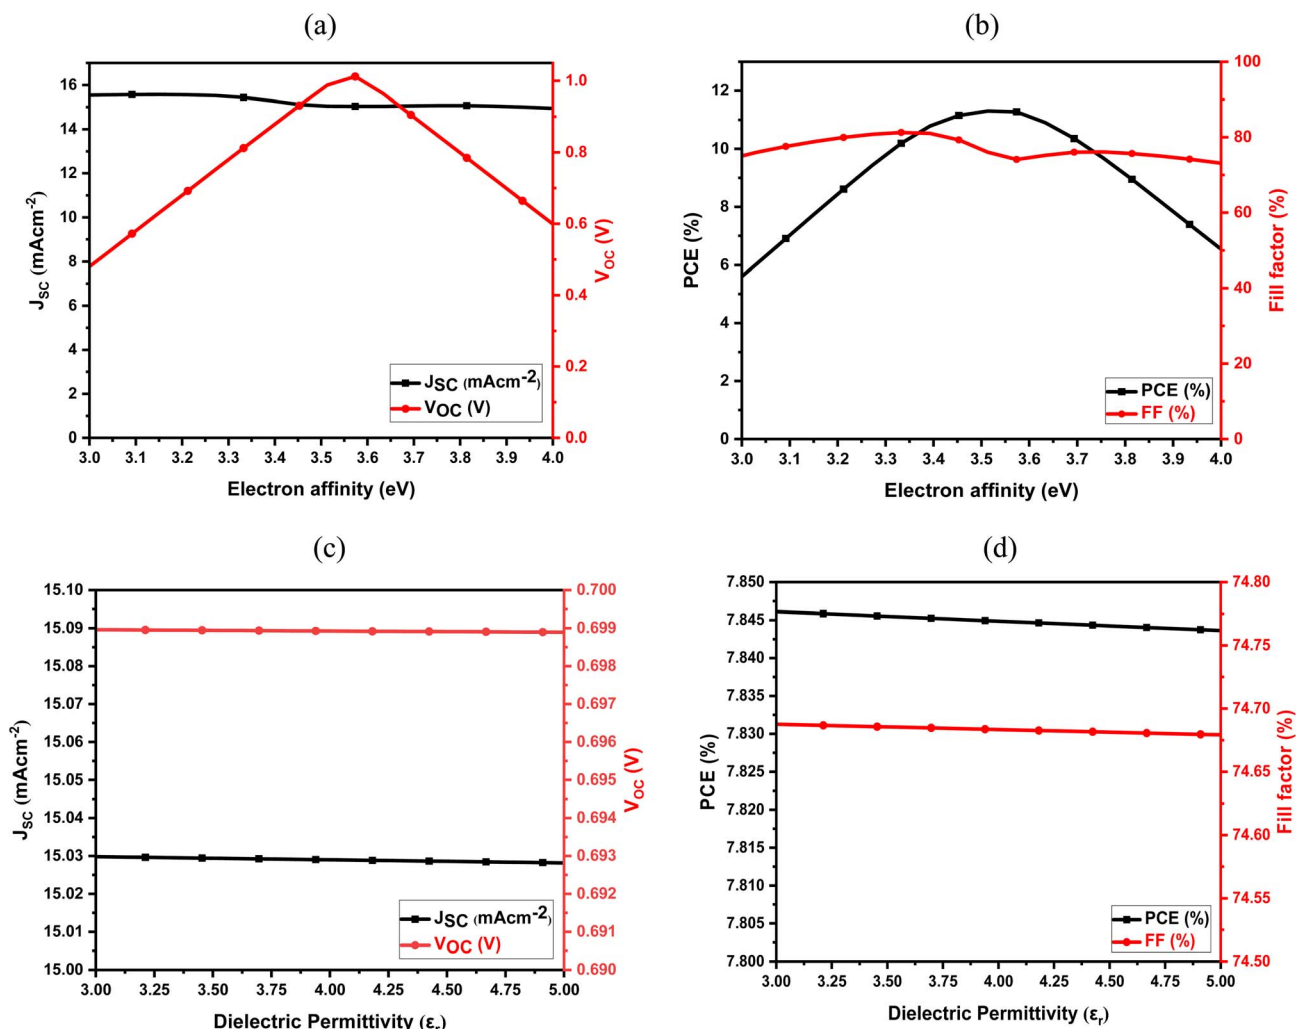 (a)
16
14
12
10
8
6
4
2
0
J_SC (mAcm⁻²)
1.0
0.8
0.6
0.4
0.2
0.0
V_OC (V)
J_SC (mAcm⁻²)
V_OC (V)
3.0 3.1 3.2 3.3 3.4 3.5 3.6 3.7 3.8 3.9 4.0
Electron affinity (eV)
(b)
12
10
8
6
4
2
0
PCE (%)
100
80
60
40
20
0
Fill factor (%)
PCE (%)
FF (%)
3.0 3.1 3.2 3.3 3.4 3.5 3.6 3.7 3.8 3.9 4.0
Electron affinity (eV)
(c)
15.10
15.09
15.08
15.07
15.06
15.05
15.04
15.03
15.02
15.01
15.00
J_SC (mAcm⁻²)
0.700
0.699
0.698
0.697
0.696
0.695
0.694
0.693
0.692
0.691
0.690
V_OC (V)
J_SC (mAcm⁻²)
V_OC (V)
3.00 3.25 3.50 3.75 4.00 4.25 4.50 4.75 5.00
Dielectric Permittivity (ε_r)
(d)
7.850
7.845
7.840
7.835
7.830
7.825
7.820
7.815
7.810
7.805
7.800
PCE (%)
74.80
74.75
74.70
74.65
74.60
74.55
74.50
Fill factor (%)
PCE (%)
FF (%)
3.00 3.25 3.50 3.75 4.00 4.25 4.50 4.75 5.00
Dielectric Permittivity (ε_r)